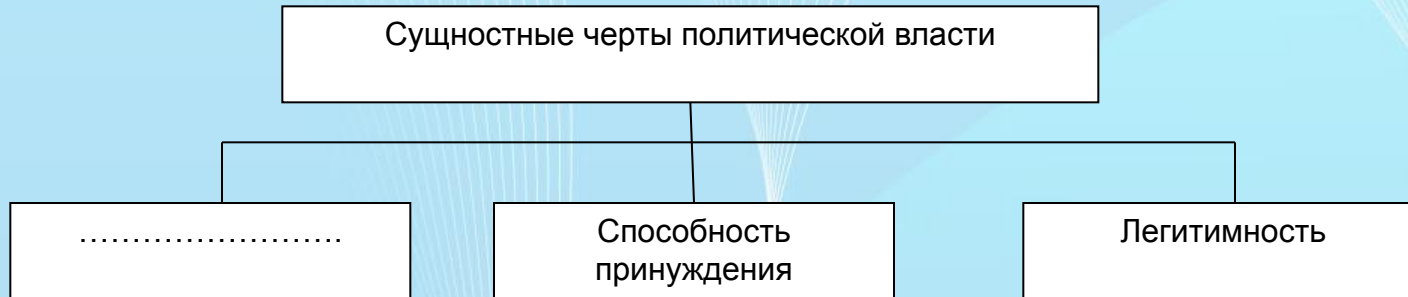 Сущностные черты политической власти
…………………….
Способность
принуждения
Легитимность